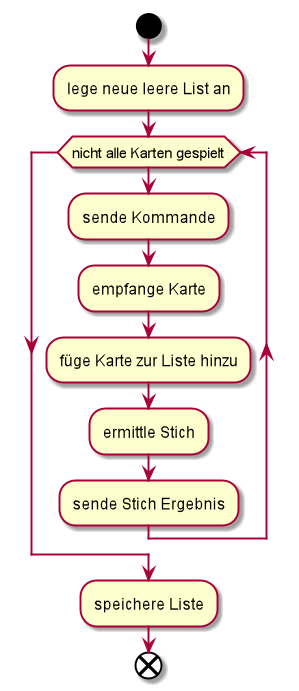 lege neue leere List an
nicht alle Karten gespielt
sende Kommande
empfange Karte
füge Karte zur Liste hinzu
ermittle Stich
sende Stich Ergebnis
speichere Liste